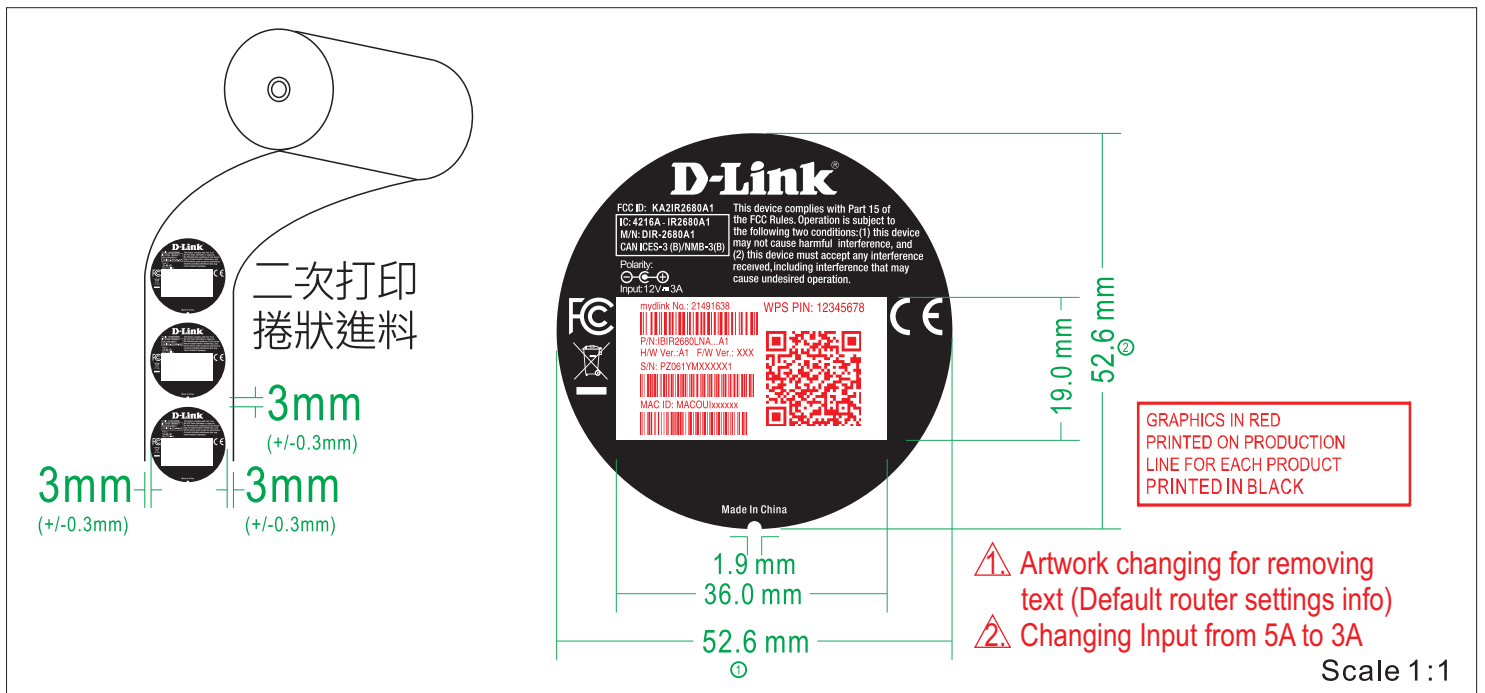 二次打印
捲狀進料
3mm
(+/-0.3mm)
3mm
(+/-0.3mm)
3mm
(+/-0.3mm)
D-Link
D-Link
D-Link
D-Link®
FCC ID: KA2IR2680A1
IC: 4216A - IR2680A1
M/N: DIR-2680A1
CAN ICES-3 (B)/NMB-3(B)
Polarity:
Input: 12V 3A
This device complies with Part 15 of
the FCC Rules. Operation is subject to
the following two conditions:(1) this device
may not cause harmful interference, and
(2) this device must accept any interference
received,including interference that may
cause undesired operation.
FC
CE
mydlink No.: 21491638
WPS PIN: 12345678
P/N:IBIR2680LNA...A1
H/W Ver.:A1 F/W Ver.: XXX
S/N: PZ061YMXXXXX1
MAC ID: MACOUIxxxxxx
Made In China
19.0 mm
52.6 mm
2
1.9 mm
36.0 mm
52.6 mm
1
GRAPHICS IN RED
PRINTED ON PRODUCTION
LINE FOR EACH PRODUCT
PRINTED IN BLACK
1. Artwork changing for removing
text (Default router settings info)
2. Changing Input from 5A to 3A
Scale 1:1